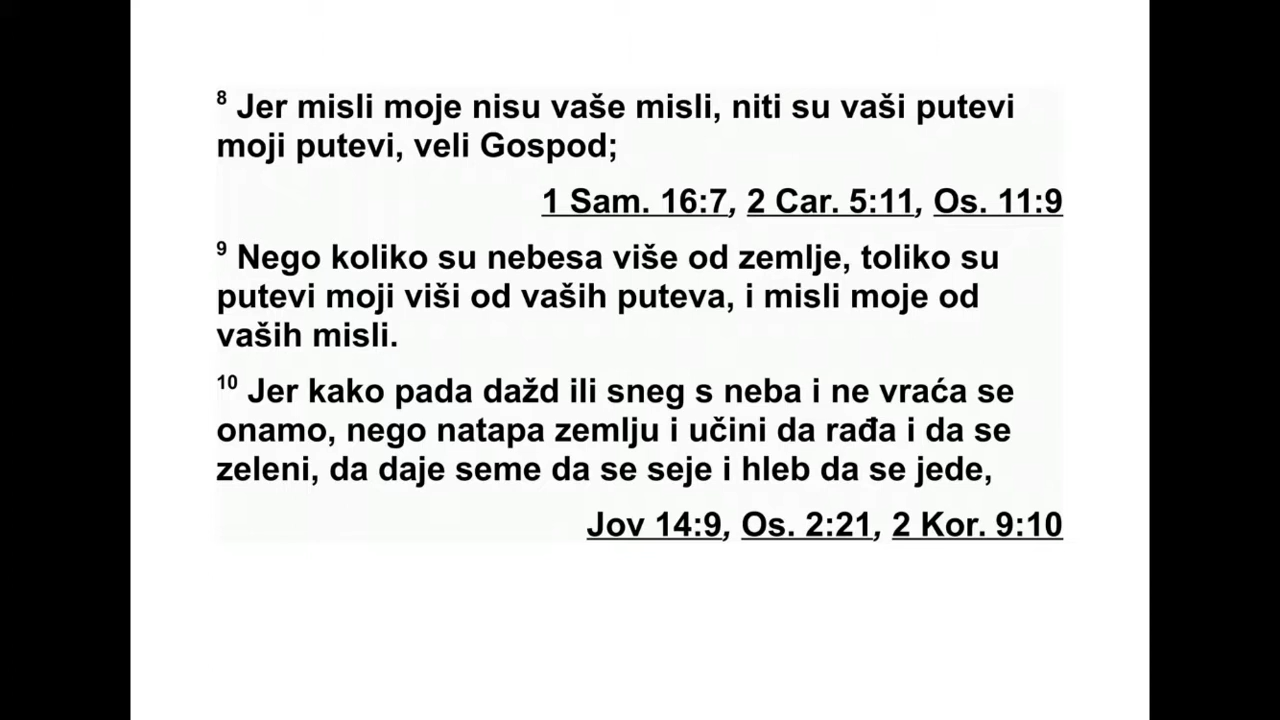 8 Jer misli moje nisu vaše misli, niti su vaši putevi
moji putevi, veli Gospod;
1 Sam. 16:7, 2 Car. 5:11, Os. 11:9
9 Nego koliko su nebesa više od zemlje, toliko su
putevi moji viši od vaših puteva, i misli moje od
vaših misli.
10 Jer kako pada dažd ili sneg s neba i ne vraća se
onamo, nego natapa zemlju i učini da rađa i da se
zeleni, da daje seme da se seje i hleb da se jede,
Jov 14:9, Os. 2:21, 2 Kor. 9:10